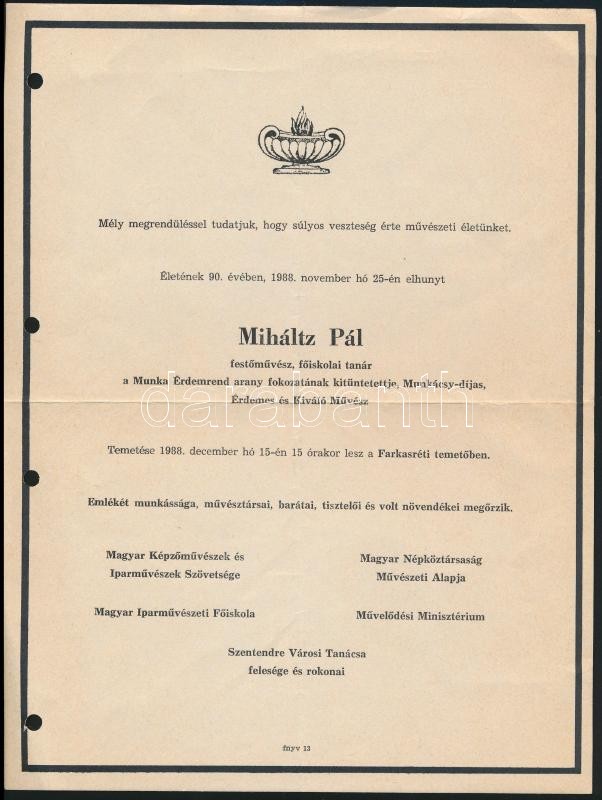 Mély megrendüléssel tudatjuk, hogy súlyos veszteség érte művészeti életünket.
Életének 90. évében, 1988. november hó 25-én elhunyt
Miháltz Pál
festőművész, főiskolai tanár
a Munka Érdemrend arany fokozatának kitüntetettje, Munkácsy-díjas,
Érdemes és Kiváló Művész
darabanth
Temetése 1988. december hó 15-én 15 órakor lesz a Farkasréti temetőben.
Emlékét munkássága, művésztársai, barátai, tisztelői és volt növendékei megőrzik.
Magyar Képzőművészek és
Iparművészek Szövetsége
Magyar Népköztársaság
Művészeti Alapja
Magyar Iparművészeti Főiskola
Művelődési Minisztérium
Szentendre Városi Tanácsa
felesége és rokonai
fnyv 13